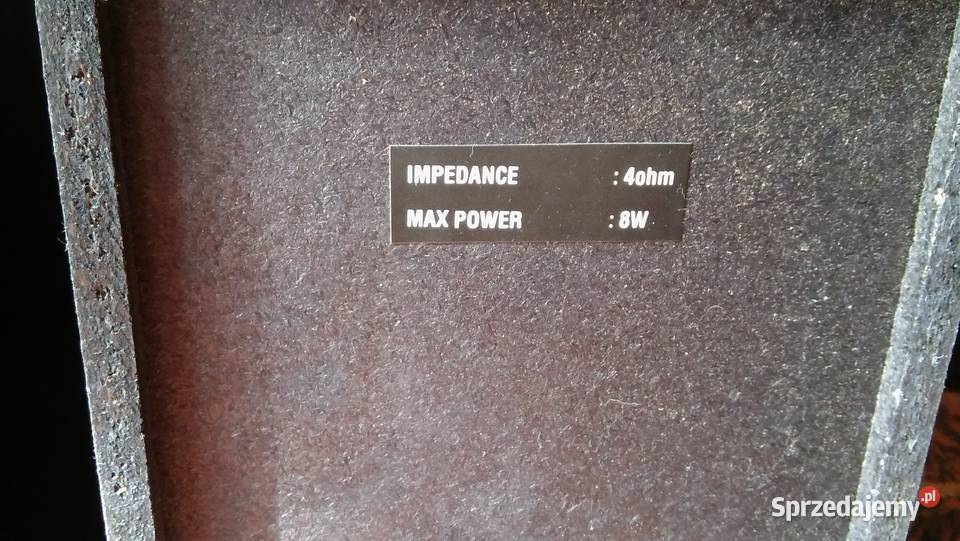 IMPEDANCE : 4ohm
MAX POWER : 8W
Sprzedajemy.pl